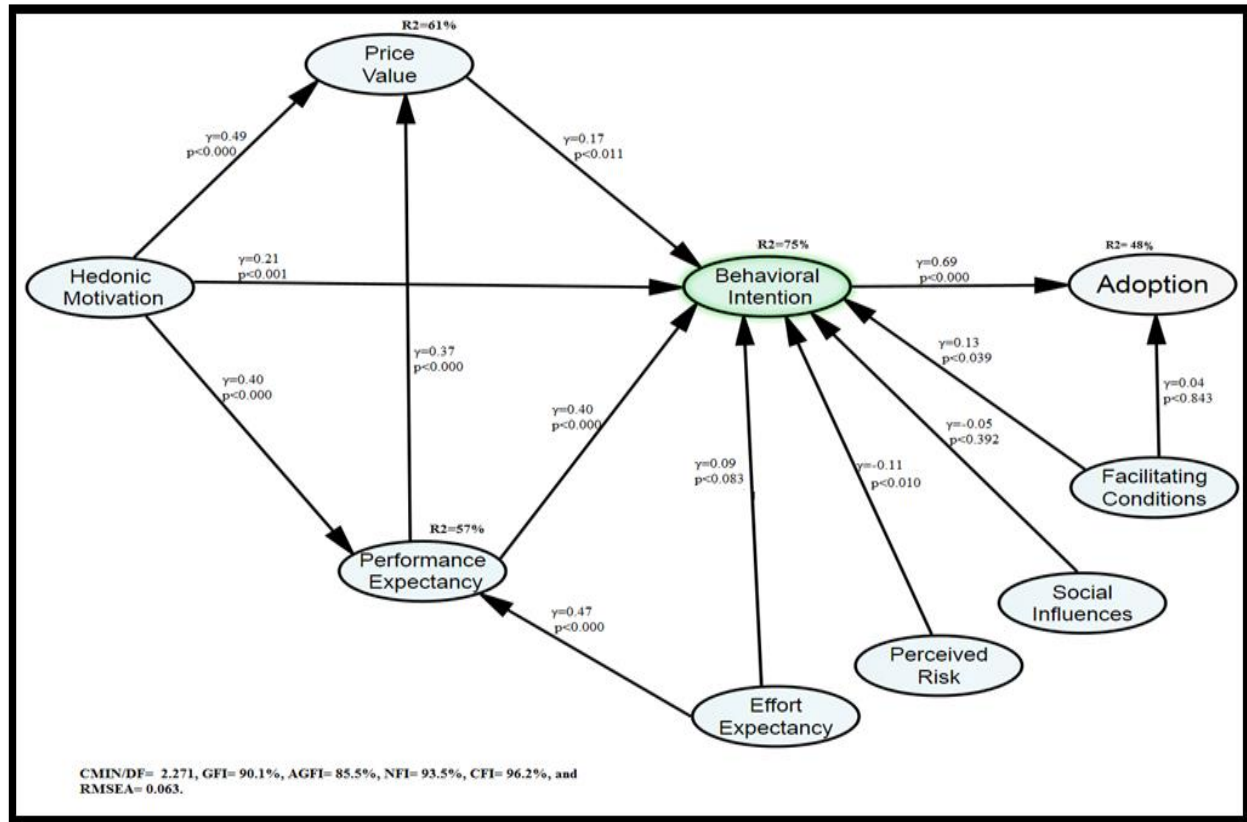 R2=61%
Price
Value
γ=0.49
p<0.000
γ=0.17
p<0.011
Hedonic
Motivation
γ=0.21
p<0.001
R2=75%
Behavioral
Intention
γ=0.69
p<0.000
R2= 48%
Adoption
γ=0.37
p<0.000
γ=0.13
p<0.039
γ=0.04
p<0.843
γ=0.40
p<0.000
γ=0.40
p<0.000
γ=-0.05
p<0.392
γ=0.09
p<0.083
γ=-0.11
p<0.010
Facilitating
Conditions
R2=57%
Performance
Expectancy
γ=0.47
p<0.000
Social
Influences
Perceived
Risk
Effort
Expectancy
CMIN/DF= 2.271, GFI= 90.1%, AGFI= 85.5%, NFI= 93.5%, CFI= 96.2%, and
RMSEA= 0.063.